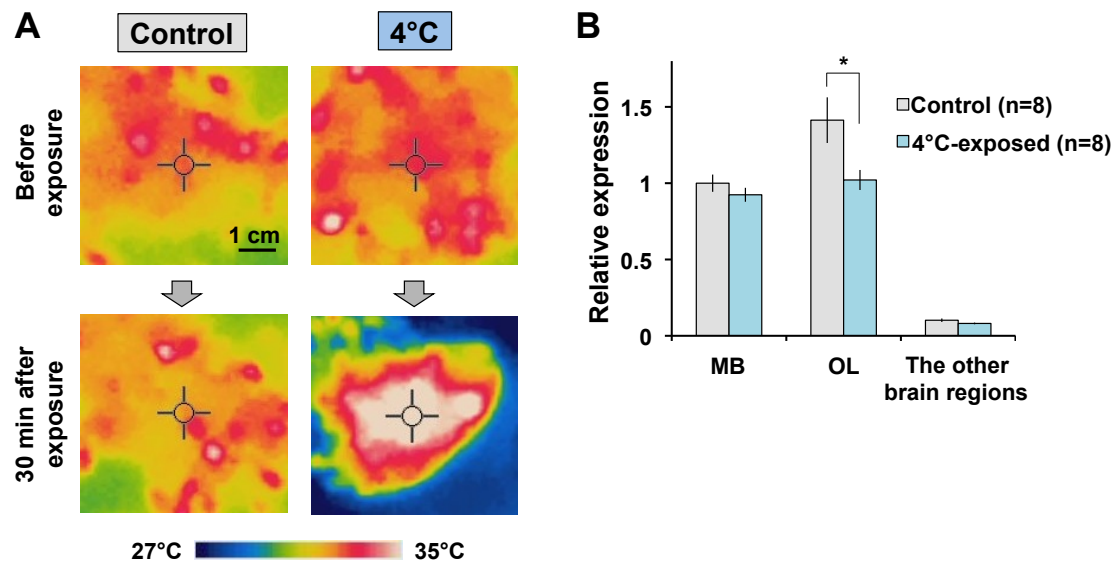 A
Control
4°C
Before
exposure
1 cm
30 min after
exposure
27°C
35°C
B
Relative expression
1.5
1
0.5
0
*
Control (n=8)
4°C-exposed (n=8)
MB
OL
The other
brain regions